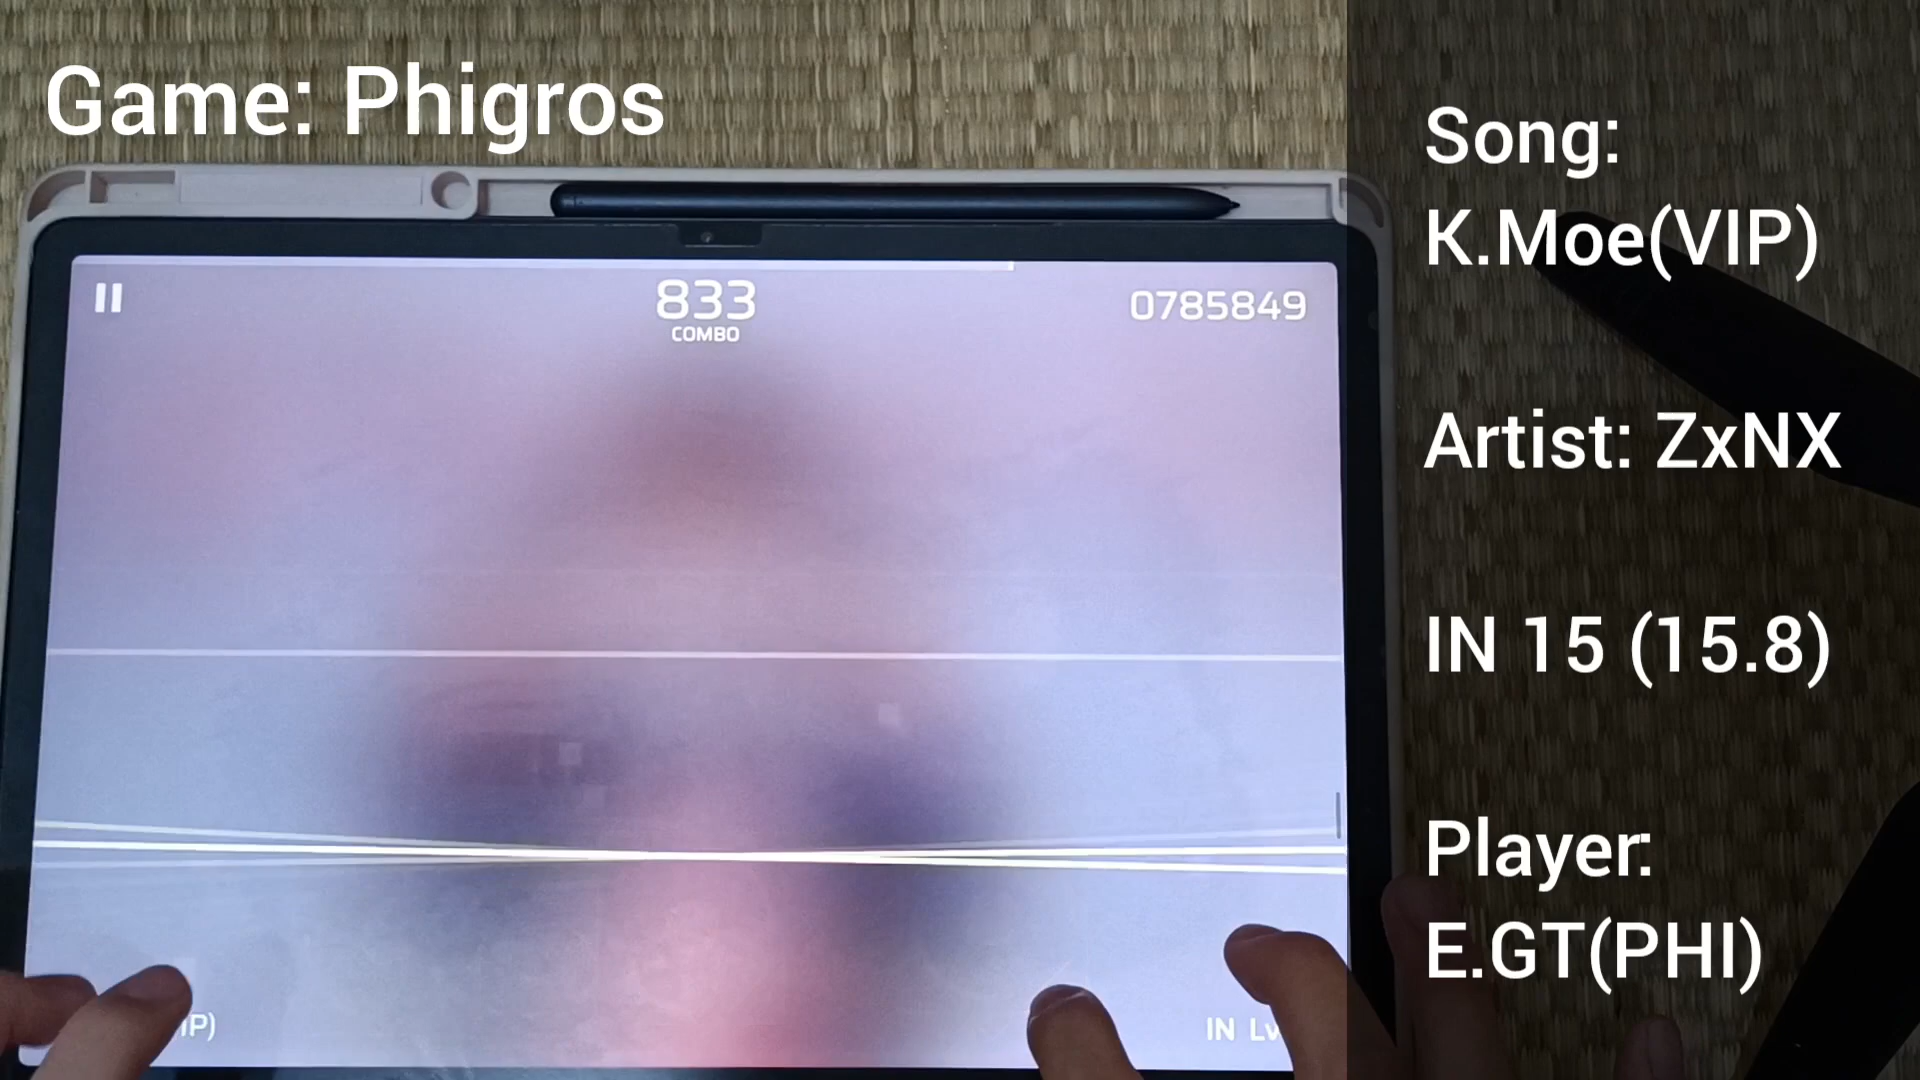 Game: Phigros
Song:
K.Moe(VIP)
Artist: ZxNX
IN 15 (15.8)
Player:
E.GT(PHI)
833
COMBO
0785849
IP)
IN Lv